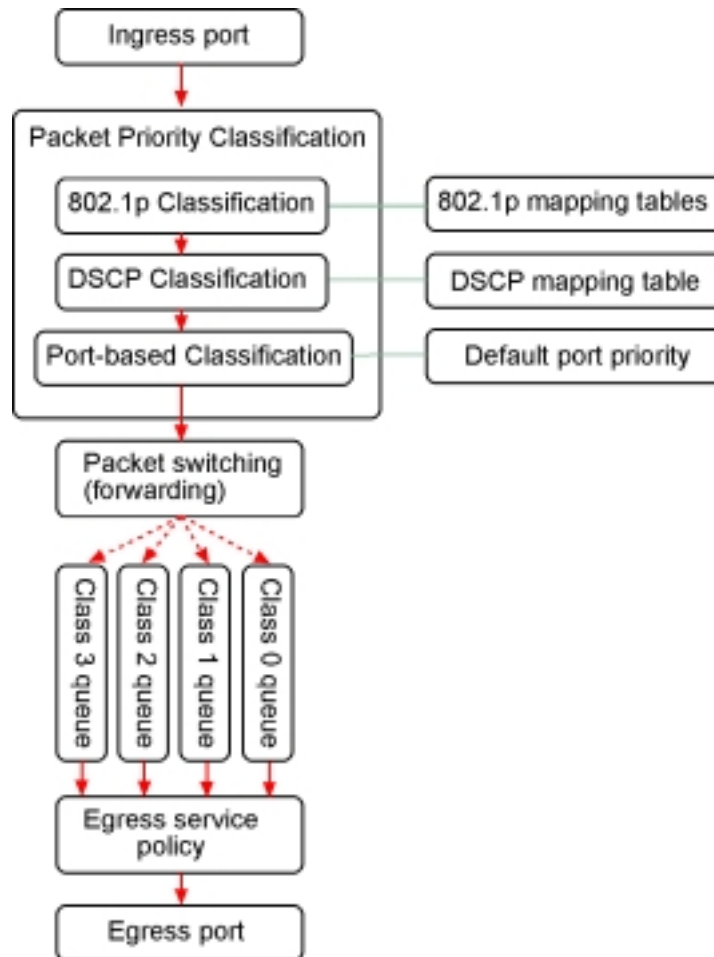 Ingress port
Packet Priority Classification
802.1p Classification
802.1p mapping tables
DSCP Classification
DSCP mapping table
Port-based Classification
Default port priority
Packet switching
(forwarding)
Class 3 queue
Class 2 queue
Class 1 queue
Class 0 queue
Egress service
policy
Egress port